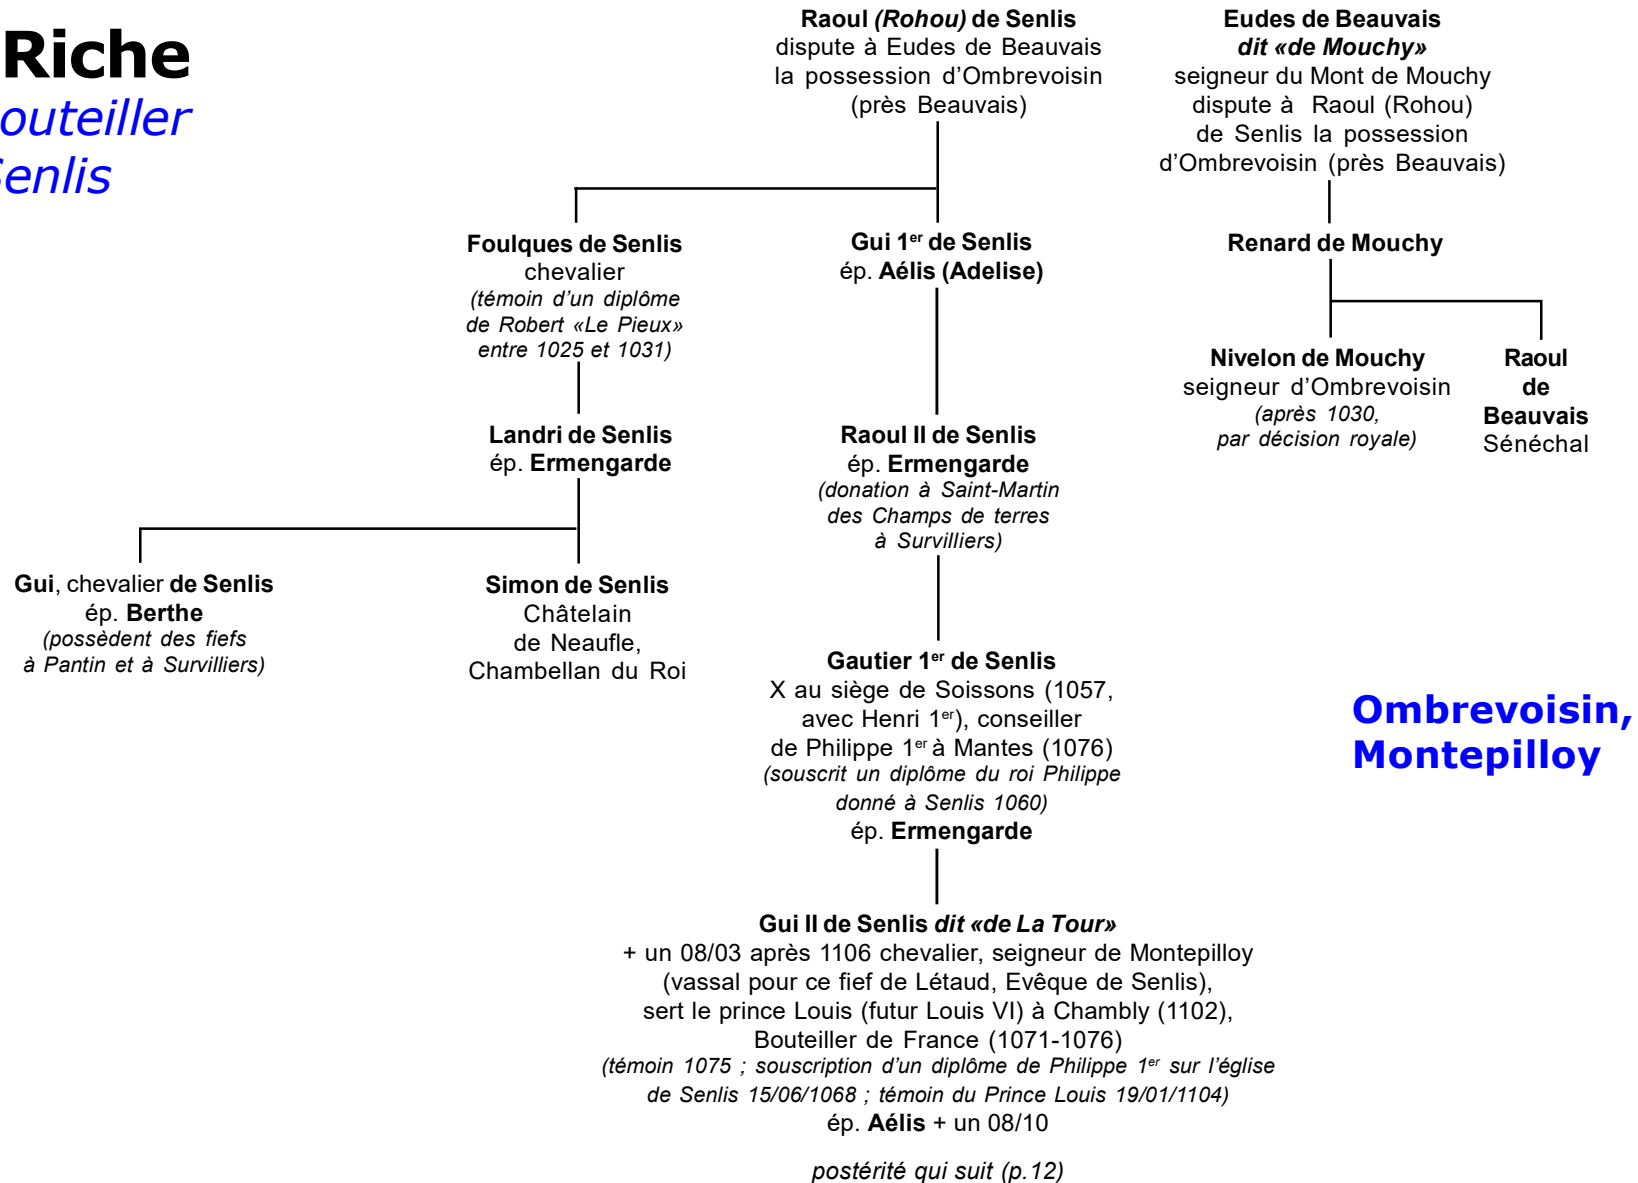 Riche
outeiller
Senlis
Raoul (Rohou) de Senlis
dispute à Eudes de Beauvais
la possession d’Ombrevoisin
(près Beauvais)
Eudes de Beauvais
dit «de Mouchy»
seigneur du Mont de Mouchy
dispute à Raoul (Rohou)
de Senlis la possession
d’Ombrevoisin (près Beauvais)
Foulques de Senlis
chevalier
(témoin d’un diplôme
de Robert «Le Pieux»
entre 1025 et 1031)
Gui 1er de Senlis
ép. Aélis (Adelise)
Renard de Mouchy
Nivelon de Mouchy
seigneur d’Ombrevoisin
(après 1030,
par décision royale)
Raoul
de
Beauvais
Sénéchal
Landri de Senlis
ép. Ermengarde
Raoul II de Senlis
ép. Ermengarde
(donation à Saint-Martin
des Champs de terres
à Survilliers)
Gui, chevalier de Senlis
ép. Berthe
(possèdent des fiefs
à Pantin et à Survilliers)
Simon de Senlis
Châtelain
de Neaufle,
Chambellan du Roi
Gautier 1er de Senlis
X au siège de Soissons (1057,
avec Henri 1er), conseiller
de Philippe 1er à Mantes (1076)
(souscrit un diplôme du roi Philippe
donné à Senlis 1060)
ép. Ermengarde
Ombrevoisin,
Montepilloy
Gui II de Senlis dit «de La Tour»
+ un 08/03 après 1106 chevalier, seigneur de Montepilloy
(vassal pour ce fief de Létaud, Evêque de Senlis),
sert le prince Louis (futur Louis VI) à Chambly (1102),
Bouteiller de France (1071-1076)
(témoin 1075 ; souscription d’un diplôme de Philippe 1er sur l’église
de Senlis 15/06/1068 ; témoin du Prince Louis 19/01/1104)
ép. Aélis + un 08/10
postérité qui suit (p.12)